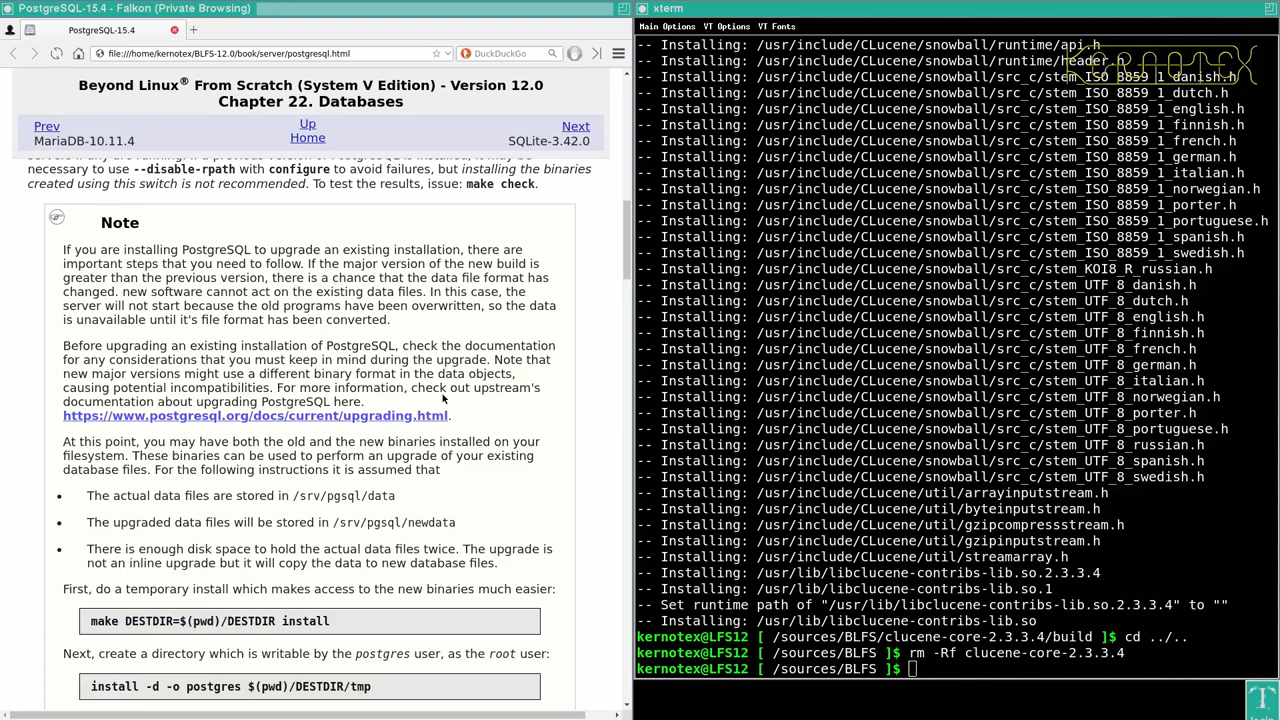 PostgreSQL-15.4 - Falkon (Private Browsing)
PostgreSQL-15.4
file:///home/kernotex/BLFS-12.0/book/server/postgresql.html
DuckDuckGo
Beyond Linux® From Scratch (System V Edition) - Version 12.0
Chapter 22. Databases
Prev
Up
Next
MariaDB-10.11.4
Home
SQLite-3.42.0
necessary to use --disable-rpath with configure to avoid failures, but installing the binaries
created using this switch is not recommended. To test the results, issue: make check.
Note
If you are installing PostgreSQL to upgrade an existing installation, there are
important steps that you need to follow. If the major version of the new build is
greater than the previous version, there is a chance that the data file format has
changed. new software cannot act on the existing data files. In this case, the
server will not start because the old programs have been overwritten, so the data
is unavailable until it's file format has been converted.
Before upgrading an existing installation of PostgreSQL, check the documentation
for any considerations that you must keep in mind during the upgrade. Note that
new major versions might use a different binary format in the data objects,
causing potential incompatibilities. For more information, check out upstream's
documentation about upgrading PostgreSQL here.
https://www.postgresql.org/docs/current/upgrading.html.
At this point, you may have both the old and the new binaries installed on your
filesystem. These binaries can be used to perform an upgrade of your existing
database files. For the following instructions it is assumed that
• The actual data files are stored in /srv/pgsql/data
• The upgraded data files will be stored in /srv/pgsql/newdata
• There is enough disk space to hold the actual data files twice. The upgrade is
not an inline upgrade but it will copy the data to new database files.
First, do a temporary install which makes access to the new binaries much easier:
make DESTDIR=$(pwd)/DESTDIR install
Next, create a directory which is writable by the postgres user, as the root user:
install -d -o postgres $(pwd)/DESTDIR/tmp
xterm
Main Options VT Options VT Fonts
KERNOTEX
-- Installing: /usr/include/CLucene/snowball/runtime/api.h
-- Installing: /usr/include/CLucene/snowball/runtime/header.h
-- Installing: /usr/include/CLucene/snowball/src_c/stem_ISO_8859_1_danish.h
-- Installing: /usr/include/CLucene/snowball/src_c/stem_ISO_8859_1_dutch.h
-- Installing: /usr/include/CLucene/snowball/src_c/stem_ISO_8859_1_english.h
-- Installing: /usr/include/CLucene/snowball/src_c/stem_ISO_8859_1_finnish.h
-- Installing: /usr/include/CLucene/snowball/src_c/stem_ISO_8859_1_french.h
-- Installing: /usr/include/CLucene/snowball/src_c/stem_ISO_8859_1_german.h
-- Installing: /usr/include/CLucene/snowball/src_c/stem_ISO_8859_1_italian.h
-- Installing: /usr/include/CLucene/snowball/src_c/stem_ISO_8859_1_norwegian.h
-- Installing: /usr/include/CLucene/snowball/src_c/stem_ISO_8859_1_porter.h
-- Installing: /usr/include/CLucene/snowball/src_c/stem_ISO_8859_1_portuguese.h
-- Installing: /usr/include/CLucene/snowball/src_c/stem_ISO_8859_1_spanish.h
-- Installing: /usr/include/CLucene/snowball/src_c/stem_ISO_8859_1_swedish.h
-- Installing: /usr/include/CLucene/snowball/src_c/stem_KOI8_R_russian.h
-- Installing: /usr/include/CLucene/snowball/src_c/stem_UTF_8_danish.h
-- Installing: /usr/include/CLucene/snowball/src_c/stem_UTF_8_dutch.h
-- Installing: /usr/include/CLucene/snowball/src_c/stem_UTF_8_english.h
-- Installing: /usr/include/CLucene/snowball/src_c/stem_UTF_8_finnish.h
-- Installing: /usr/include/CLucene/snowball/src_c/stem_UTF_8_french.h
-- Installing: /usr/include/CLucene/snowball/src_c/stem_UTF_8_german.h
-- Installing: /usr/include/CLucene/snowball/src_c/stem_UTF_8_italian.h
-- Installing: /usr/include/CLucene/snowball/src_c/stem_UTF_8_norwegian.h
-- Installing: /usr/include/CLucene/snowball/src_c/stem_UTF_8_porter.h
-- Installing: /usr/include/CLucene/snowball/src_c/stem_UTF_8_portuguese.h
-- Installing: /usr/include/CLucene/snowball/src_c/stem_UTF_8_russian.h
-- Installing: /usr/include/CLucene/snowball/src_c/stem_UTF_8_spanish.h
-- Installing: /usr/include/CLucene/snowball/src_c/stem_UTF_8_swedish.h
-- Installing: /usr/include/CLucene/util/arrayinputstream.h
-- Installing: /usr/include/CLucene/util/byteinputstream.h
-- Installing: /usr/include/CLucene/util/gzipcompressstream.h
-- Installing: /usr/include/CLucene/util/gzipinputstream.h
-- Installing: /usr/include/CLucene/util/streamarray.h
-- Installing: /usr/lib/libclucene-contribs-lib.so.2.3.3.4
-- Installing: /usr/lib/libclucene-contribs-lib.so.1
-- Set runtime path of "/usr/lib/libclucene-contribs-lib.so.2.3.3.4" to ""
-- Installing: /usr/lib/libclucene-contribs-lib.so
kernotex@LFS12 [ /sources/BLFS/clucene-core-2.3.3.4/build ]$ cd ../..
kernotex@LFS12 [ /sources/BLFS ]$ rm -Rf clucene-core-2.3.3.4
kernotex@LFS12 [ /sources/BLFS ]$